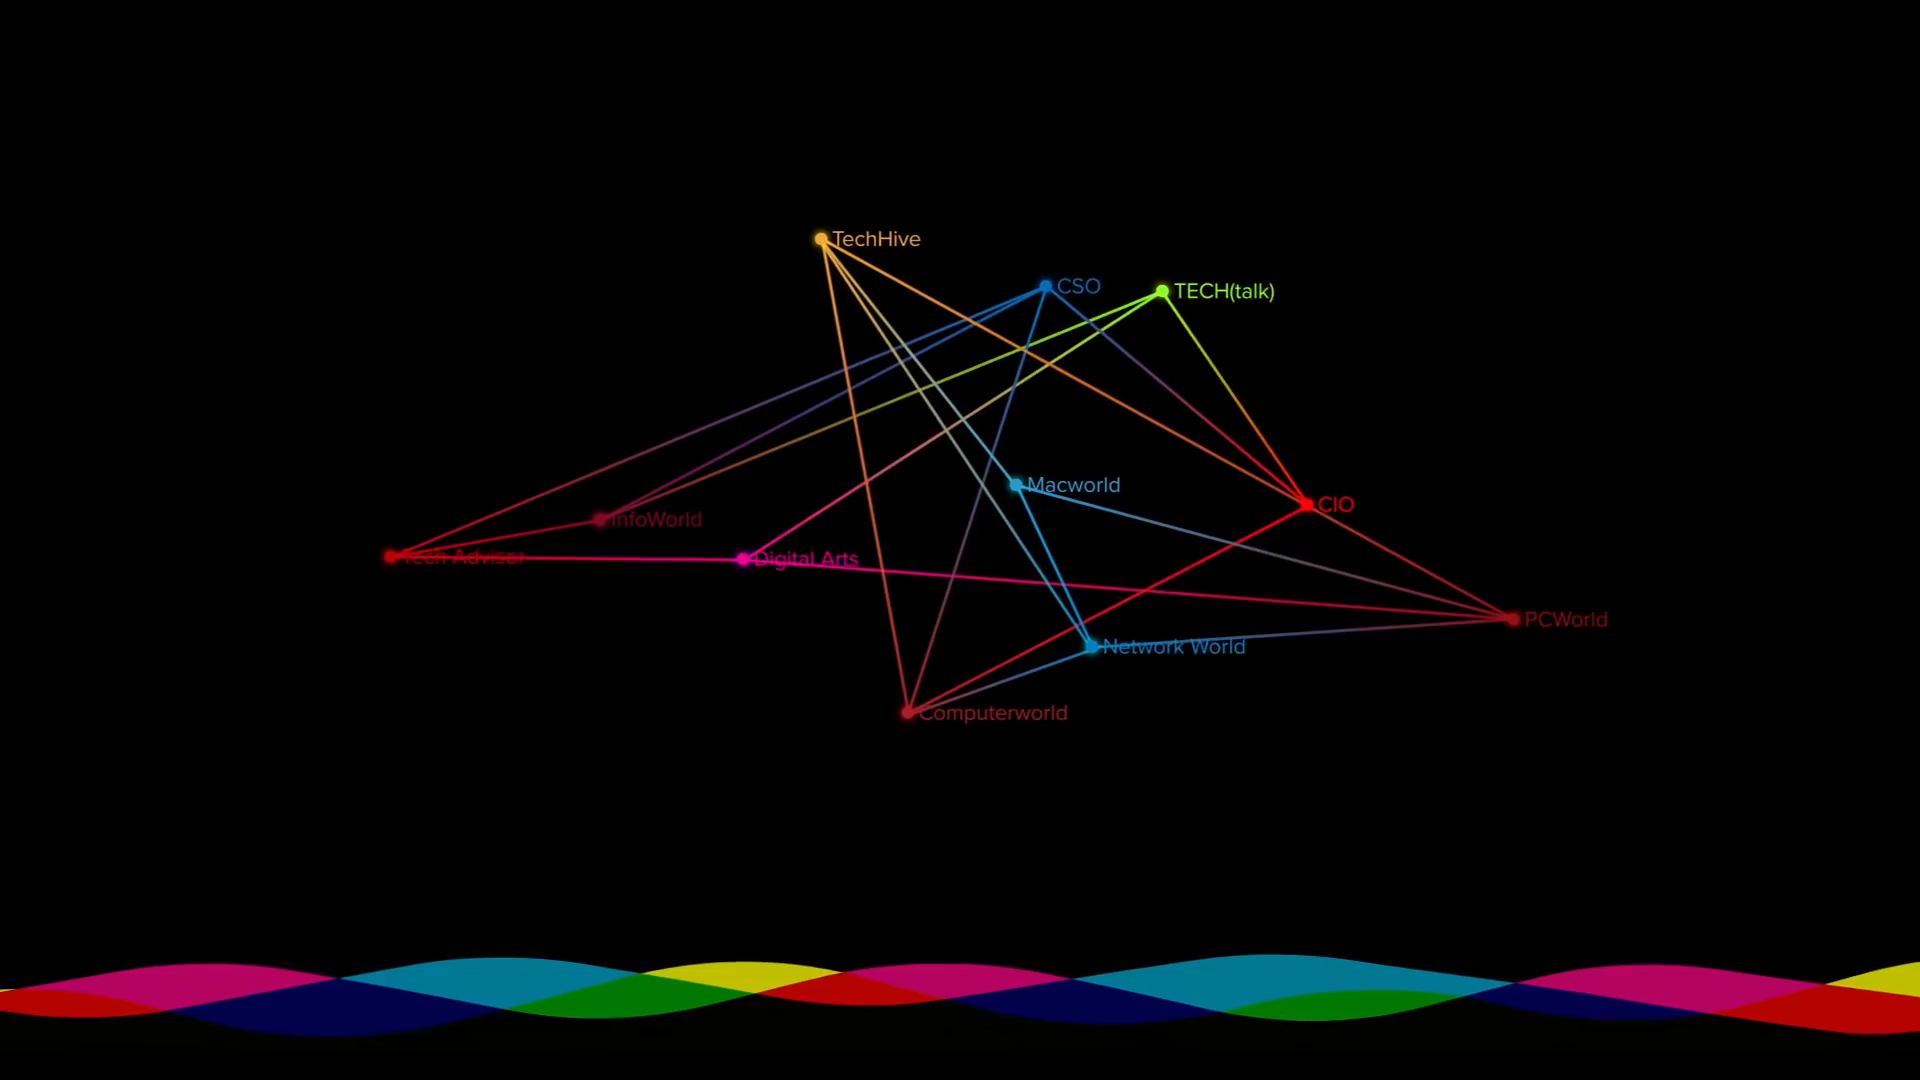 TechHive
CSO
TECH(talk)
Macworld
CIO
InfoWorld
Tech Advisor
Digital Arts
PCWorld
Network World
Computerworld